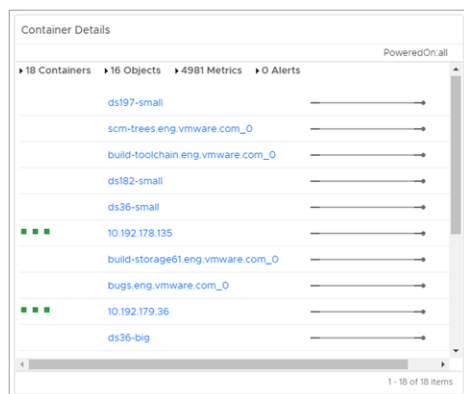 Container Details
PoweredOn:all
18 Containers 16 Objects 4981 Metrics 0 Alerts
ds197-small
scm-trees.eng.vmware.com_0
build-toolchain.eng.vmware.com_0
ds182-small
ds36-small
10.192.178.135
build-storage61.eng.vmware.com_0
bugs.eng.vmware.com_0
10.192.179.36
ds36-big
1 - 18 of 18 items